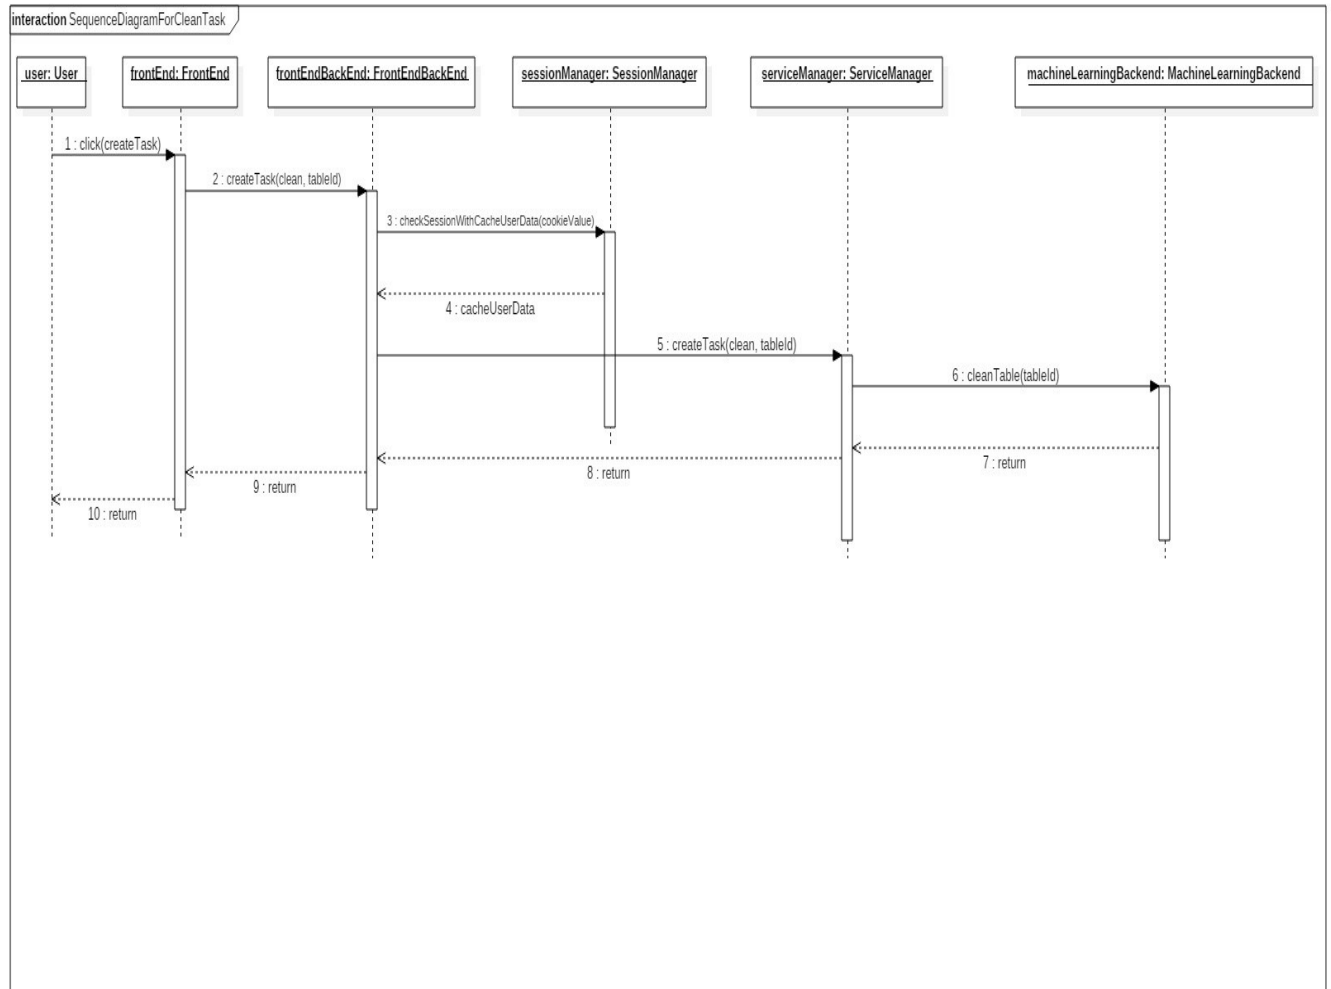 interaction SequenceDiagramForCleanTask
user: User
frontEnd: FrontEnd
frontEndBackEnd: FrontEndBackEnd
sessionManager: SessionManager
serviceManager: ServiceManager
machineLearningBackend: MachineLearningBackend
1 : click(createTask)
2 : createTask(clean, tableId)
3 : checkSessionWithCacheUserData(cookieValue)
4 : cacheUserData
5 : createTask(clean, tableId)
6 : cleanTable(tableId)
7 : return
8 : return
9 : return
10 : return